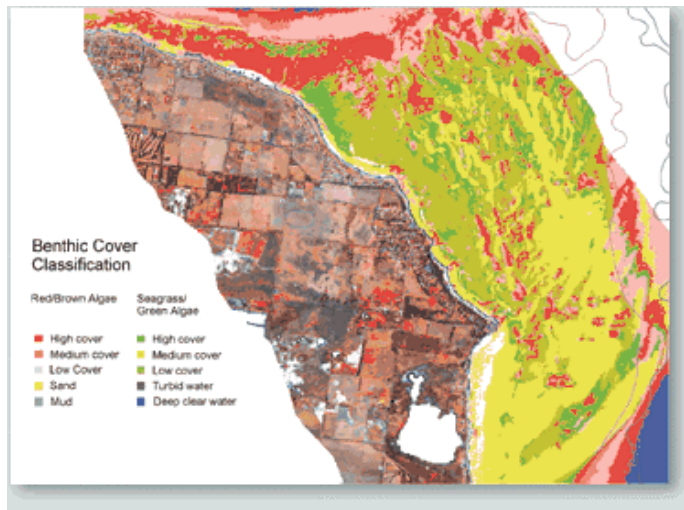 Benthic Cover
Classification
Red/Brown Algae
Seagrass/
Green Algae
High cover
Medium cover
Low Cover
Sand
Mud
High cover
Medium cover
Low cover
Turbid water
Deep clear water